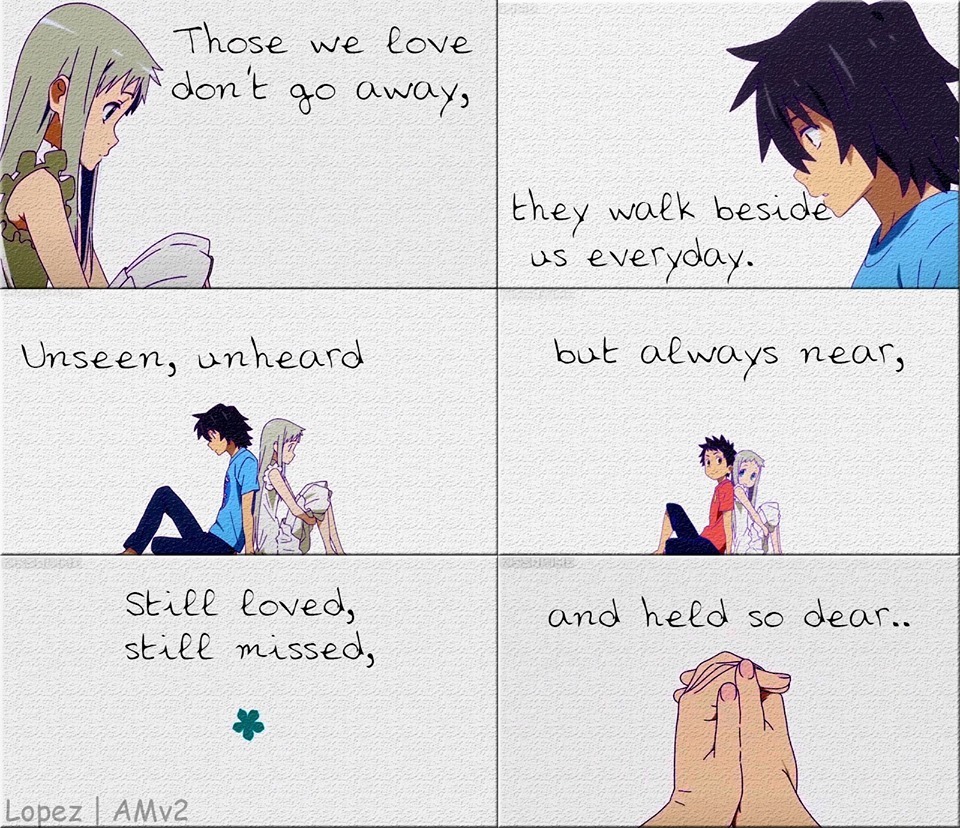 Those we love
don't go away,
they walk beside
us everyday.
Unseen, unheard
but always near,
Still loved,
still missed,
and held so dear..
Lopez | AMv2